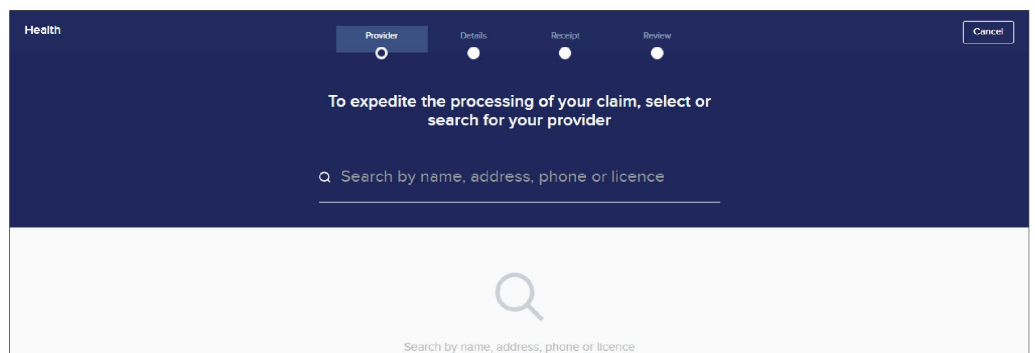 Health
Provider
Details
Receipt
Review
Cancel
To expedite the processing of your claim, select or
search for your provider
Search by name, address, phone or licence
Search by name, address, phone or licence